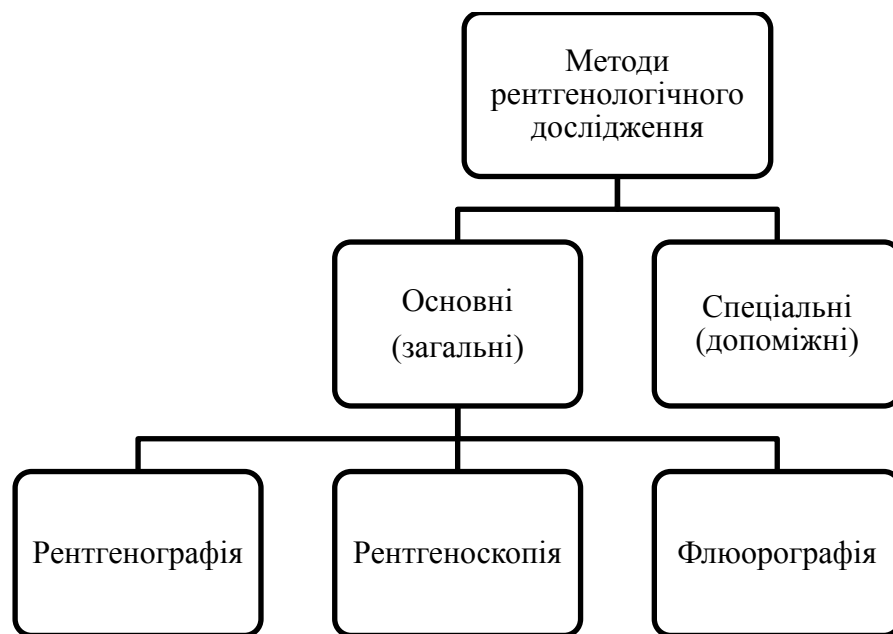 Методи
рентгенологічного
дослідження
Основні
(загальні)
Спеціальні
(допоміжні)
Рентгенографія
Рентгеноскопія
Флюорографія